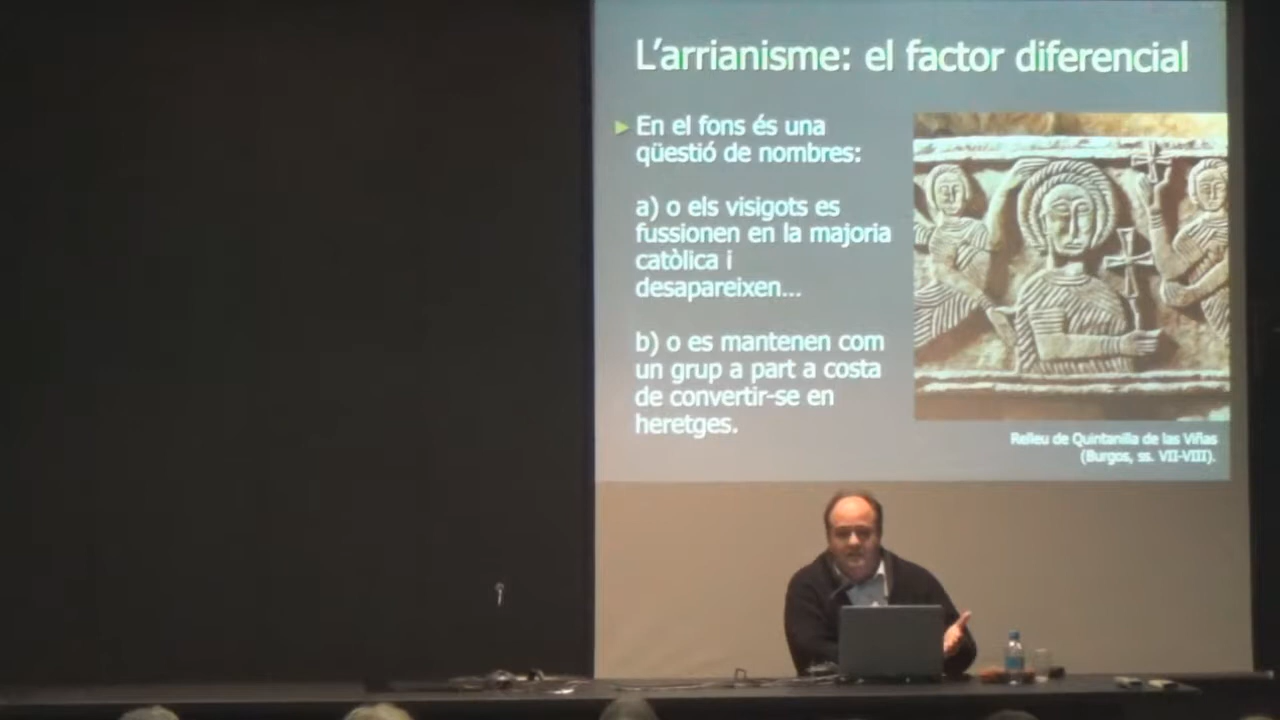 L'arrianisme: el factor diferencial
En el fons és una
qüestió de nombres:
a) o els visigots es
fussionen en la majoria
catòlica i
desapareixen...
b) o es mantenen com
un grup a part a costa
de convertir-se en
heretges.
Relleu de Quintanilla de las Viñas
(Burgos, ss. VII-VIII).